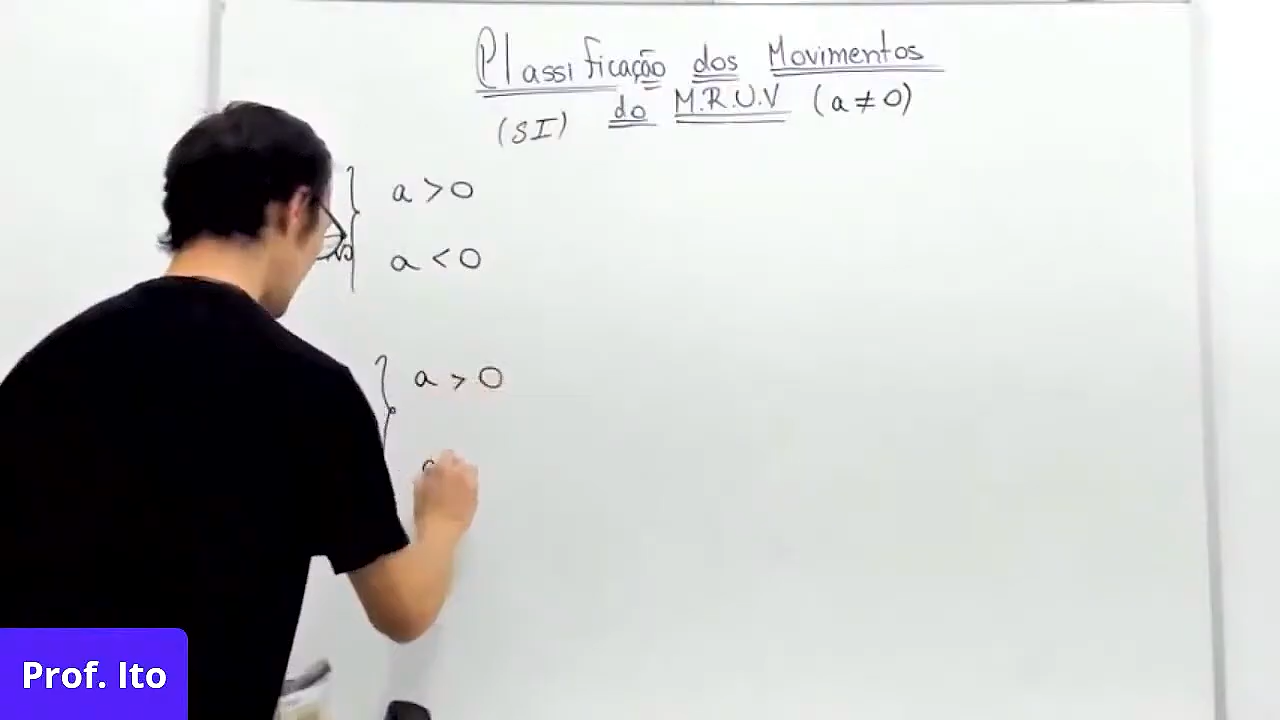 Classificação dos Movimentos
(SI) do M.R.U.V (a ≠ 0)
a > 0
a < 0
a > 0
Prof. Ito